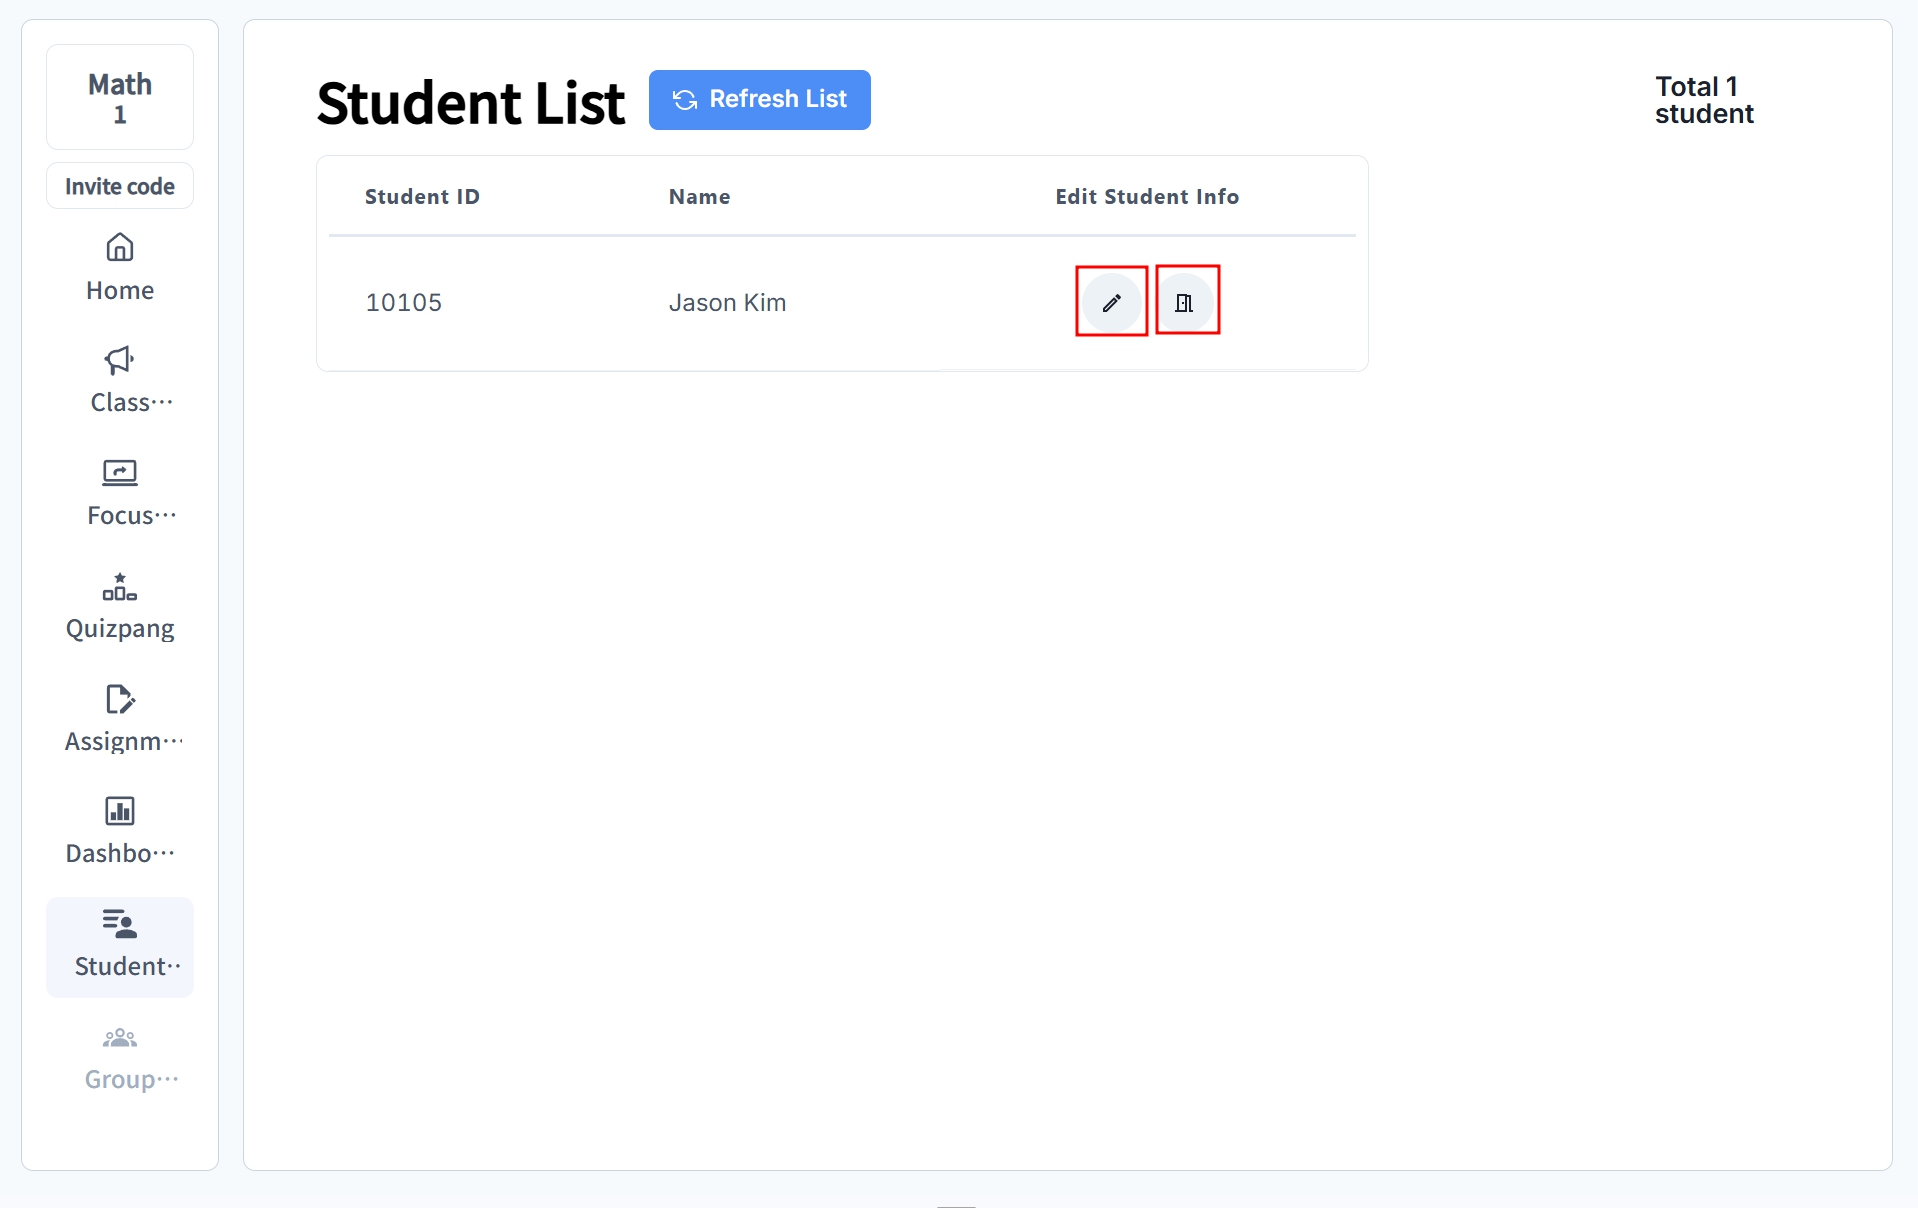 Math
1
Invite code
Home
Class···
Focus···
Quizpang
Assignm···
Dashbo···
Student··
Group···
Student List
Refresh List
Total 1
student
Student ID
Name
Edit Student Info
10105
Jason Kim